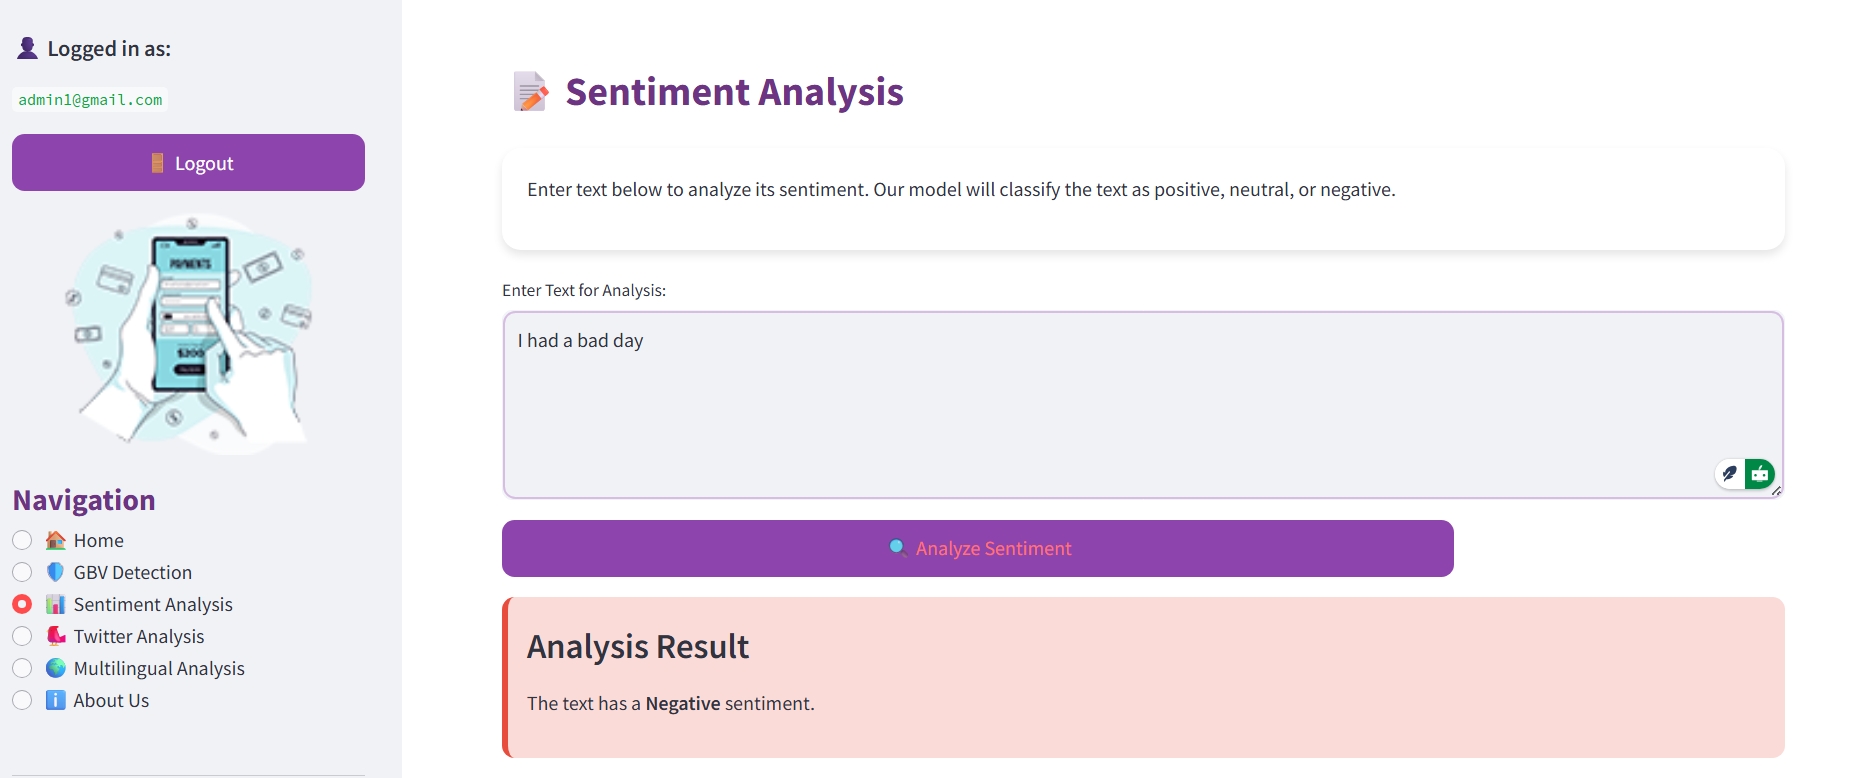 Logged in as:
admin1@gmail.com
Logout
PAYMENTS
$200
Navigation
Home
GBV Detection
Sentiment Analysis
Twitter Analysis
Multilingual Analysis
About Us
Sentiment Analysis
Enter text below to analyze its sentiment. Our model will classify the text as positive, neutral, or negative.
Enter Text for Analysis:
I had a bad day
Analyze Sentiment
Analysis Result
The text has a Negative sentiment.